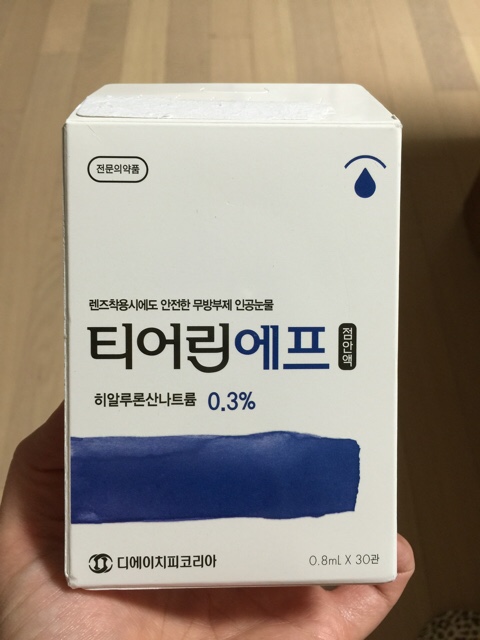 전문의약품
렌즈착용시에도 안전한 무방부제 인공눈물
티어린에프 점안액
히알루론산나트륨 0.3%
디에이치피코리아
0.8mL X 30관